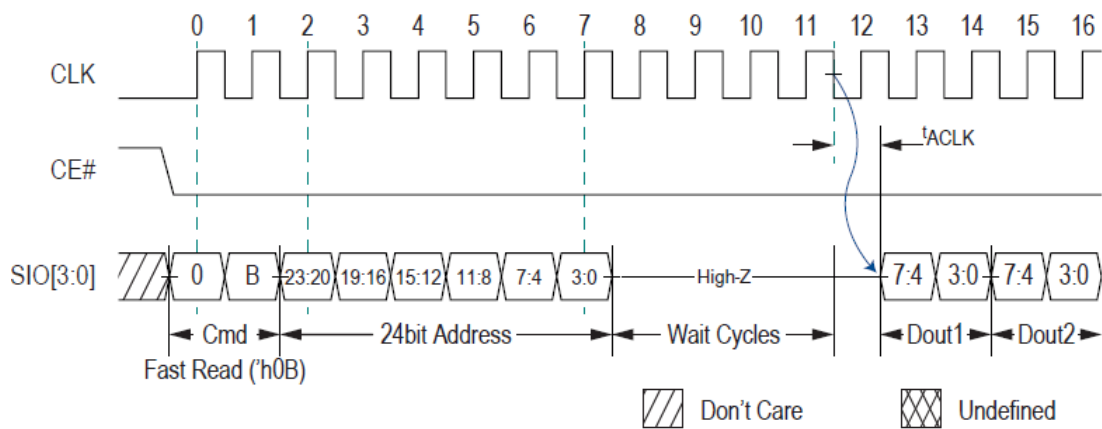 0 1 2 3 4 5 6 7 8 9 10 11 12 13 14 15 16
CLK
tACLK
CE#
SIO[3:0] 0 B 23:20 19:16 15:12 11:8 7:4 3:0 High-Z 7:4 3:0 7:4 3:0
Cmd 24bit Address Wait Cycles Dout1 Dout2
Fast Read ('h0B)
Don't Care Undefined